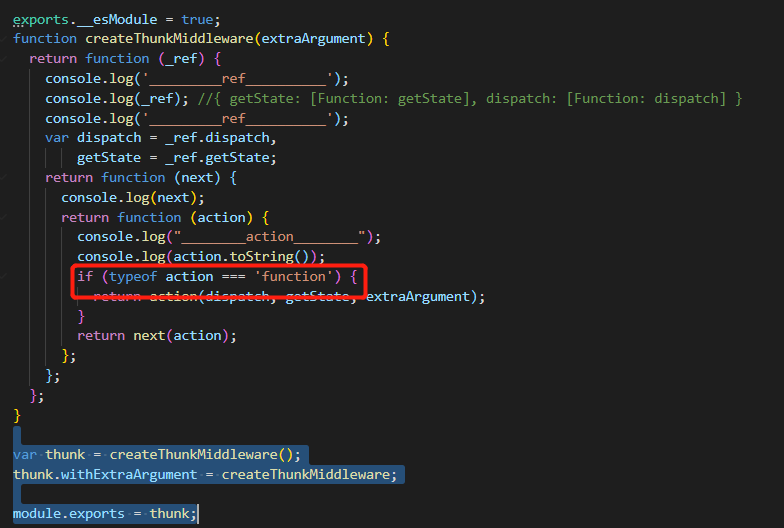 exports.__esModule = true;
function createThunkMiddleware(extraArgument) {
return function (_ref) {
console.log('_________ref__________');
console.log(_ref); //{ getState: [Function: getState], dispatch: [Function: dispatch] }
console.log('_________ref__________');
var dispatch = _ref.dispatch,
getState = _ref.getState;
return function (next) {
console.log(next);
return function (action) {
console.log("________action________");
console.log(action.toString());
if (typeof action === 'function') {
return action(dispatch, getState, extraArgument);
}
return next(action);
};
};
};
}
var thunk = createThunkMiddleware();
thunk.withExtraArgument = createThunkMiddleware;
module.exports = thunk;